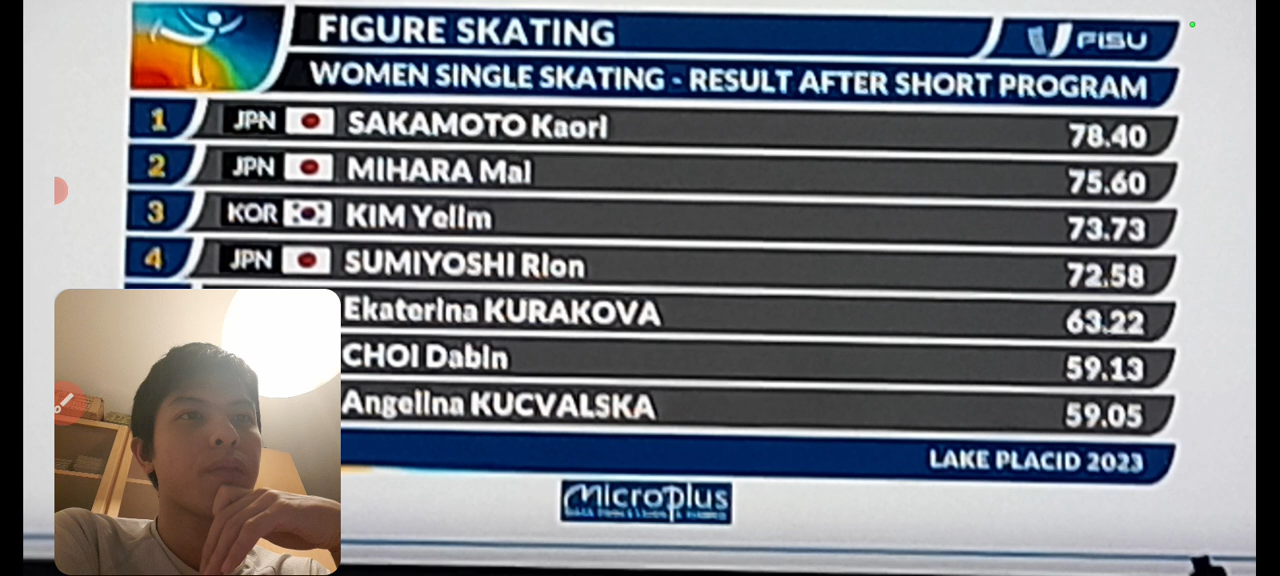 FIGURE SKATING
FISU
WOMEN SINGLE SKATING - RESULT AFTER SHORT PROGRAM
1 JPN SAKAMOTO Kaori 78.40
2 JPN MIHARA Mai 75.60
3 KOR KIM Yelim 73.73
4 JPN SUMIYOSHI Rion 72.58
Ekaterina KURAKOVA 63.22
CHOI Dabin 59.13
Angelina KUCVALSKA 59.05
LAKE PLACID 2023
Microplus